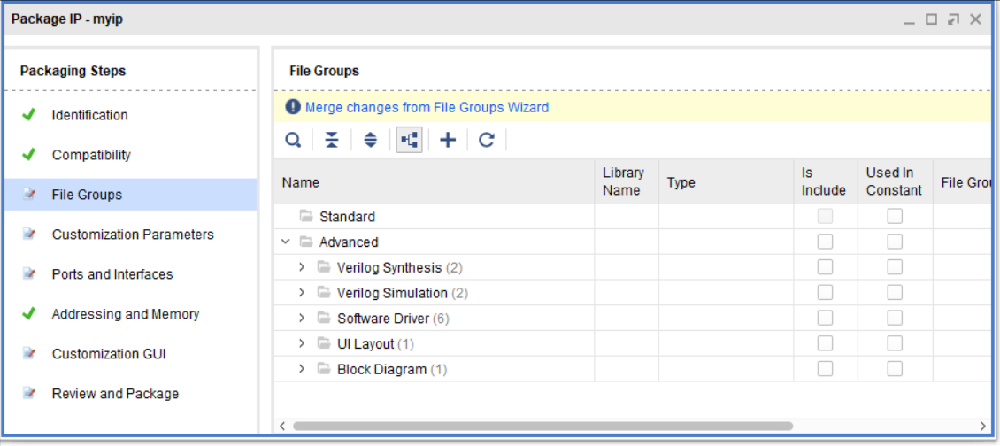 Package IP - myip
Packaging Steps
Identification
Compatibility
File Groups
Customization Parameters
Ports and Interfaces
Addressing and Memory
Customization GUI
Review and Package
File Groups
Merge changes from File Groups Wizard
Name
Library Name
Type
Is Include
Used In Constant
File Grou
Standard
Advanced
Verilog Synthesis (2)
Verilog Simulation (2)
Software Driver (6)
UI Layout (1)
Block Diagram (1)